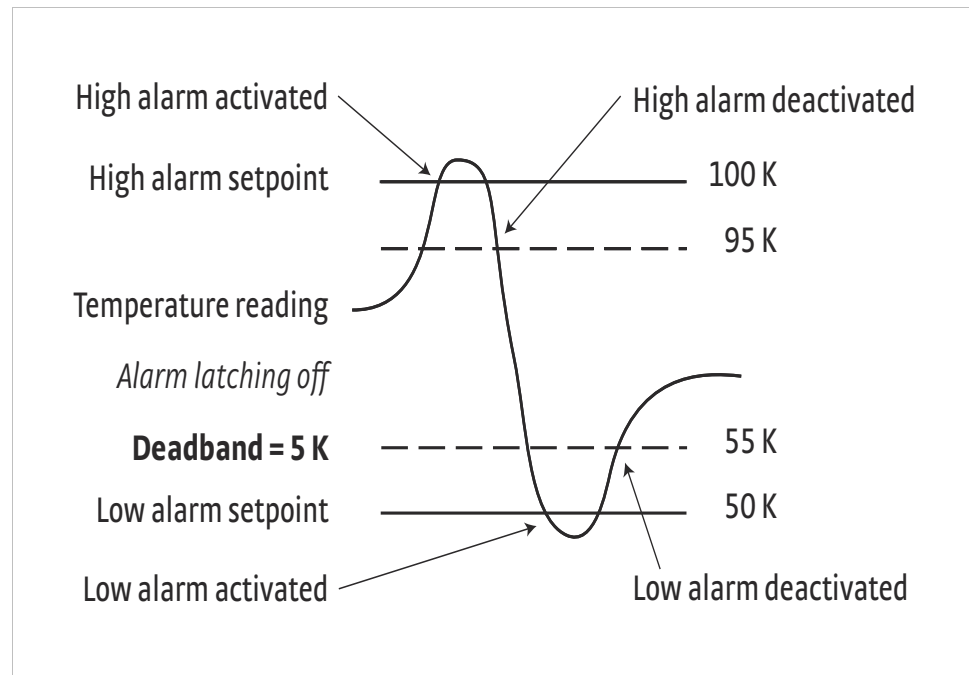 High alarm activated
High alarm deactivated
High alarm setpoint
100 K
95 K
Temperature reading
Alarm latching off
Deadband = 5 K
55 K
Low alarm setpoint
50 K
Low alarm activated
Low alarm deactivated